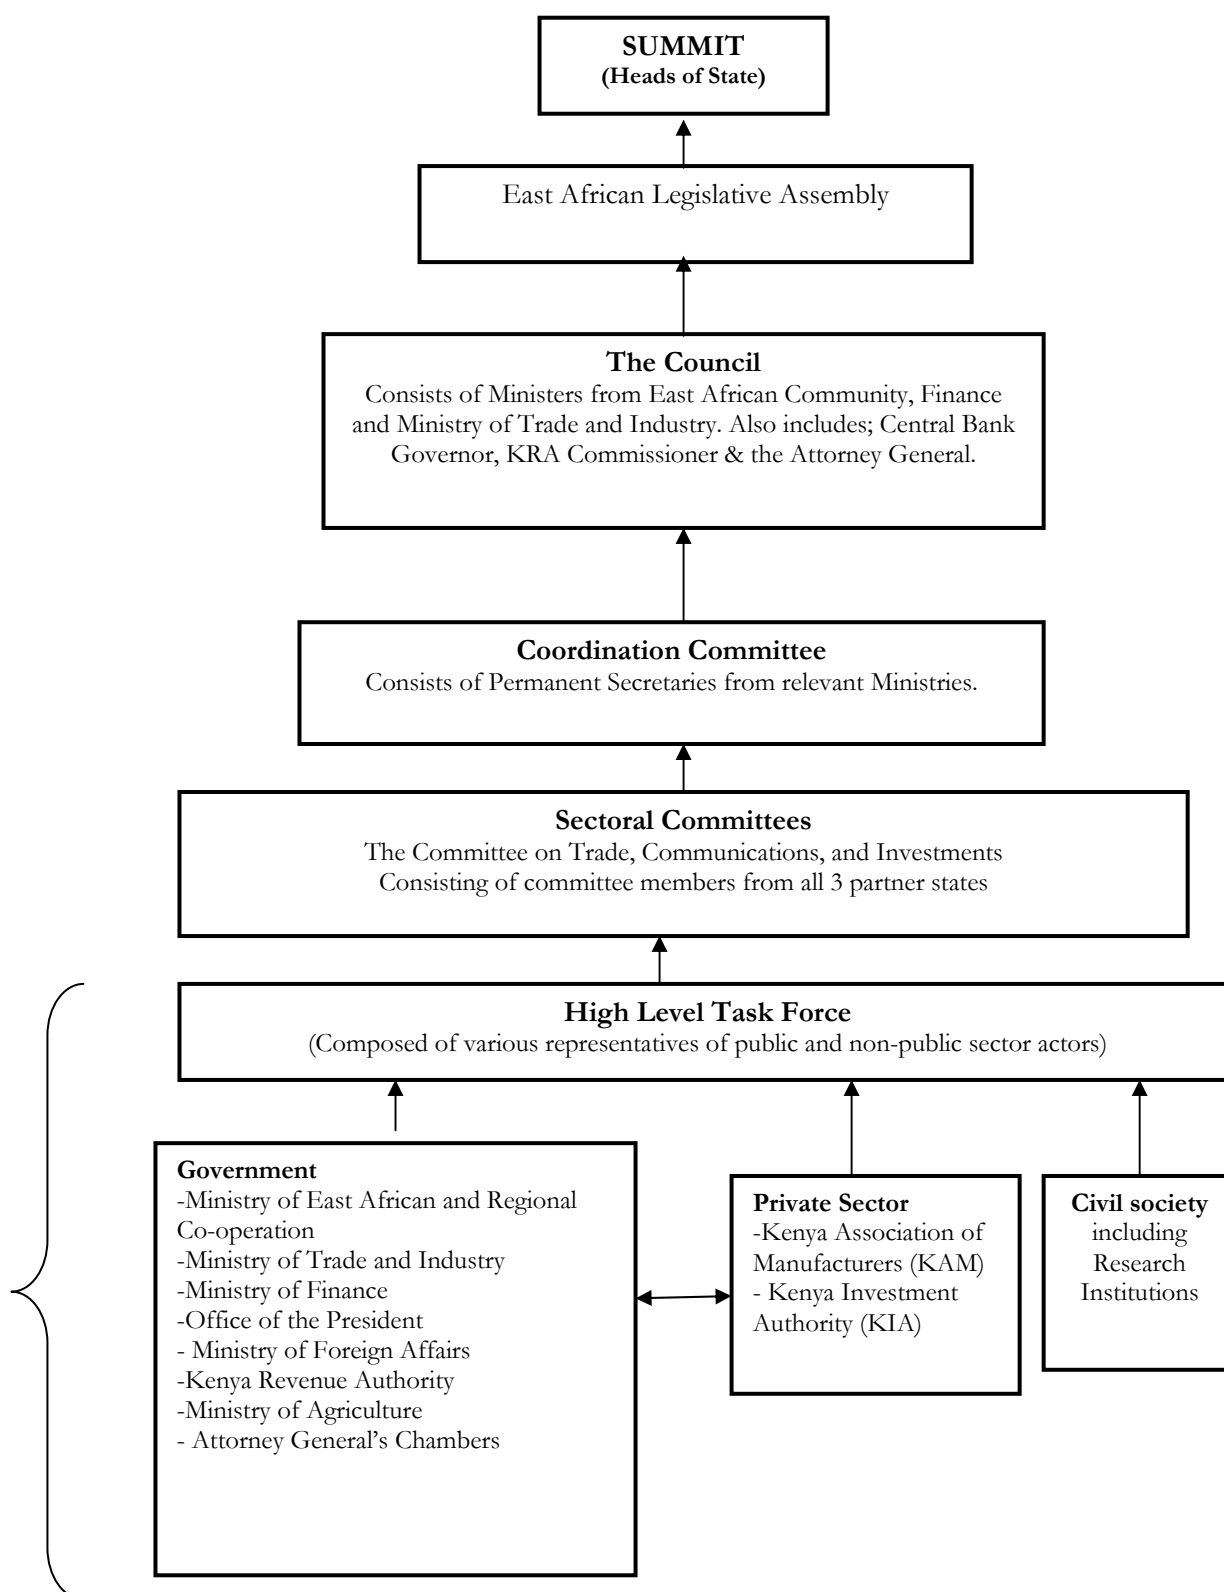 SUMMIT
(Heads of State)
East African Legislative Assembly
The Council
Consists of Ministers from East African Community, Finance
and Ministry of Trade and Industry. Also includes; Central Bank
Governor, KRA Commissioner & the Attorney General.
Coordination Committee
Consists of Permanent Secretaries from relevant Ministries.
Sectoral Committees
The Committee on Trade, Communications, and Investments
Consisting of committee members from all 3 partner states
High Level Task Force
(Composed of various representatives of public and non-public sector actors)
Government
-Ministry of East African and Regional
Co-operation
-Ministry of Trade and Industry
-Ministry of Finance
-Office of the President
- Ministry of Foreign Affairs
-Kenya Revenue Authority
-Ministry of Agriculture
- Attorney General’s Chambers
Private Sector
-Kenya Association of
Manufacturers (KAM)
- Kenya Investment
Authority (KIA)
Civil society
including
Research
Institutions